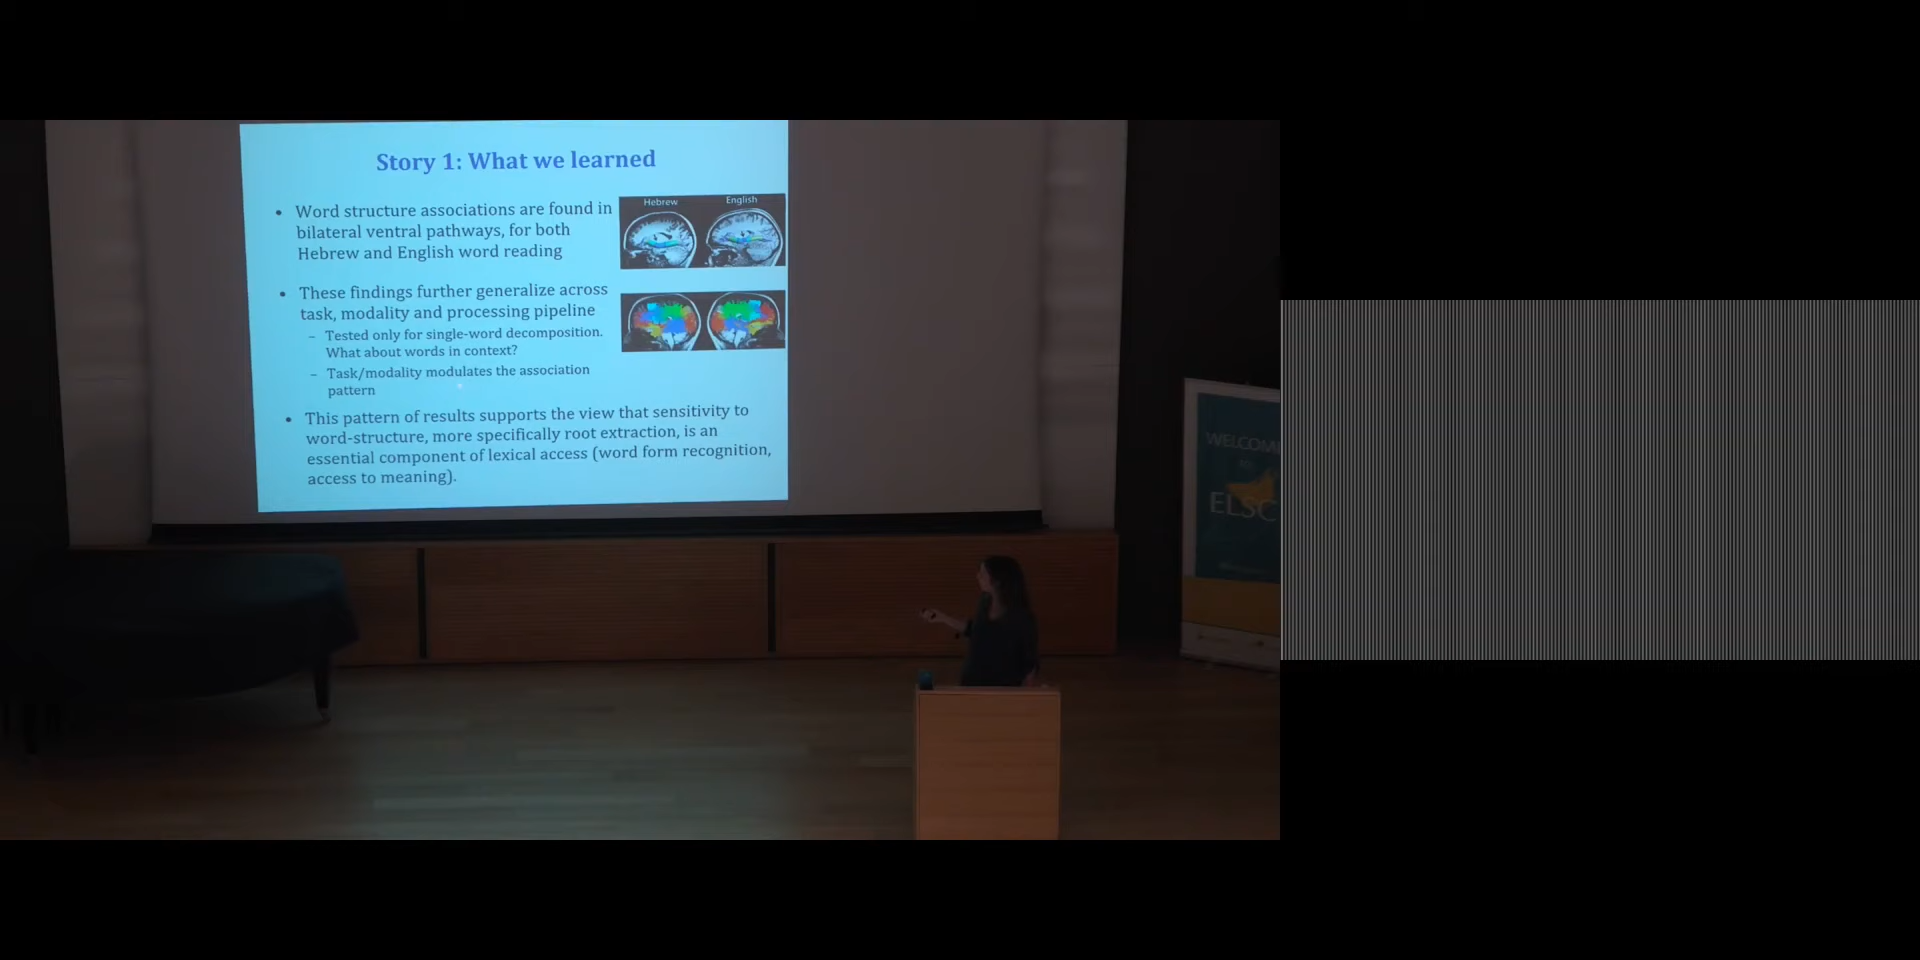 Story 1: What we learned
• Word structure associations are found in
bilateral ventral pathways, for both
Hebrew and English word reading
Hebrew
English
• These findings further generalize across
task, modality and processing pipeline
– Tested only for single-word decomposition.
What about words in context?
– Task/modality modulates the association
pattern
• This pattern of results supports the view that sensitivity to
word-structure, more specifically root extraction, is an
essential component of lexical access (word form recognition,
access to meaning).
WELCOME
TO
ELSC